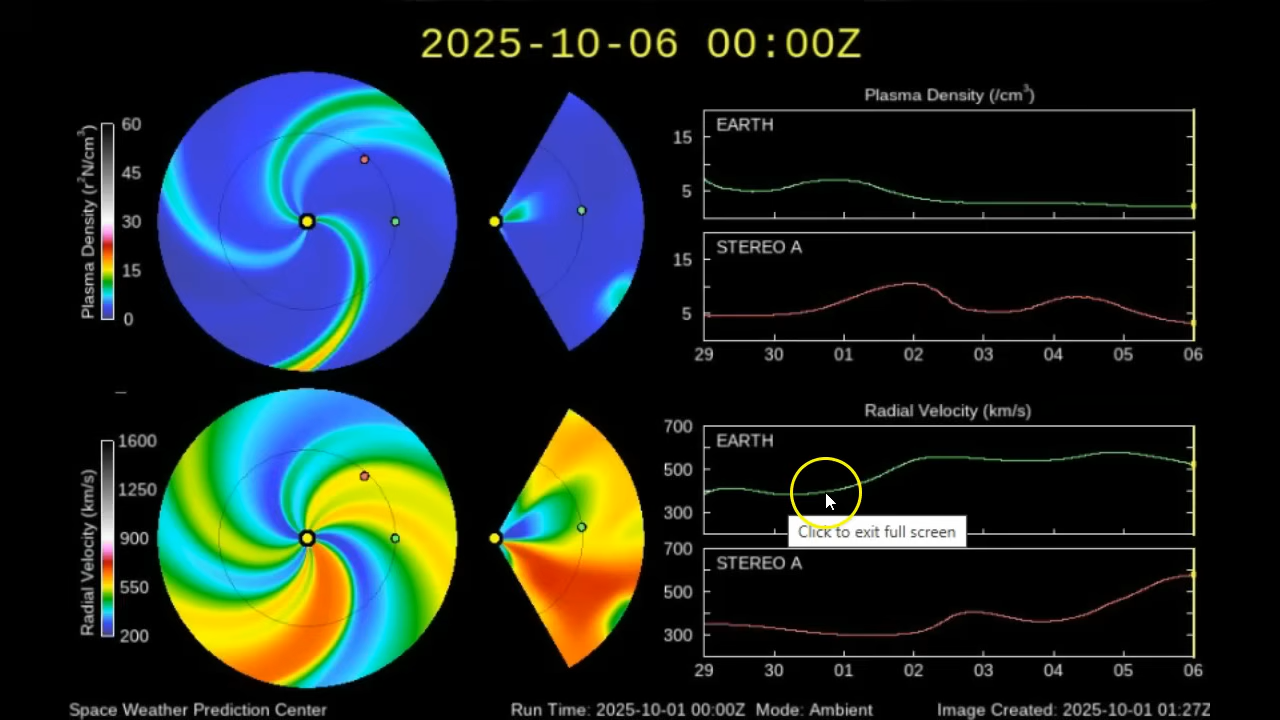 2025-10-06 00:00Z
Plasma Density (r²N/cm³)
60
45
30
15
0
Plasma Density (/cm³)
EARTH
15
5
STEREO A
15
5
29 30 01 02 03 04 05 06
Radial Velocity (km/s)
1600
1250
900
550
200
Radial Velocity (km/s)
700
EARTH
500
300
Click to exit full screen
700
STEREO A
500
300
29 30 01 02 03 04 05 06
Space Weather Prediction Center
Run Time: 2025-10-01 00:00Z Mode: Ambient
Image Created: 2025-10-01 01:27Z